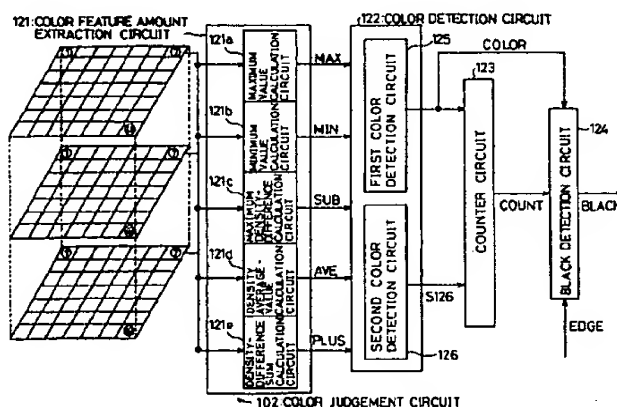 121:COLOR FEATURE AMOUNT
EXTRACTION CIRCUIT
122:COLOR DETECTION CIRCUIT
121a
MAXIMUM
VALUE
CALCULATION
CIRCUIT
MAX
121b
MINIMUM
VALUE
CALCULATION
CIRCUIT
MIN
121c
MAXIMUM
DENSITY-
DIFFERENCE
CALCULATION
CIRCUIT
SUB
121d
DENSITY
AVERAGE-
VALUE
CALCULATION
CIRCUIT
AVE
121e
DENSITY-
DIFFERENCE
SUM
CALCULATION
CIRCUIT
PLUS
125
FIRST COLOR
DETECTION CIRCUIT
SECOND COLOR
DETECTION CIRCUIT
126
COLOR
123
COUNTER CIRCUIT
S126
COUNT
124
BLACK DETECTION CIRCUIT
BLACK
EDGE
102:COLOR JUDGEMENT CIRCUIT